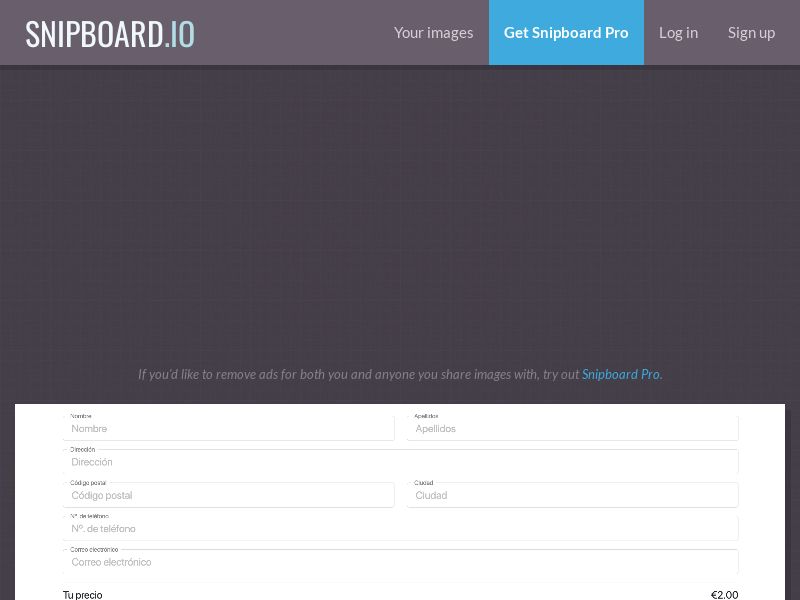 SNIPBOARD.IO
Your images
Get Snipboard Pro
Log in
Sign up
If you'd like to remove ads for both you and anyone you share images with, try out Snipboard Pro.
Nombre
Apellidos
Nombre
Apellidos
Dirección
Dirección
Código postal
Ciudad
Código postal
Ciudad
Nº. de teléfono
Nº. de teléfono
Correo electrónico
Correo electrónico
Tu precio
€2.00